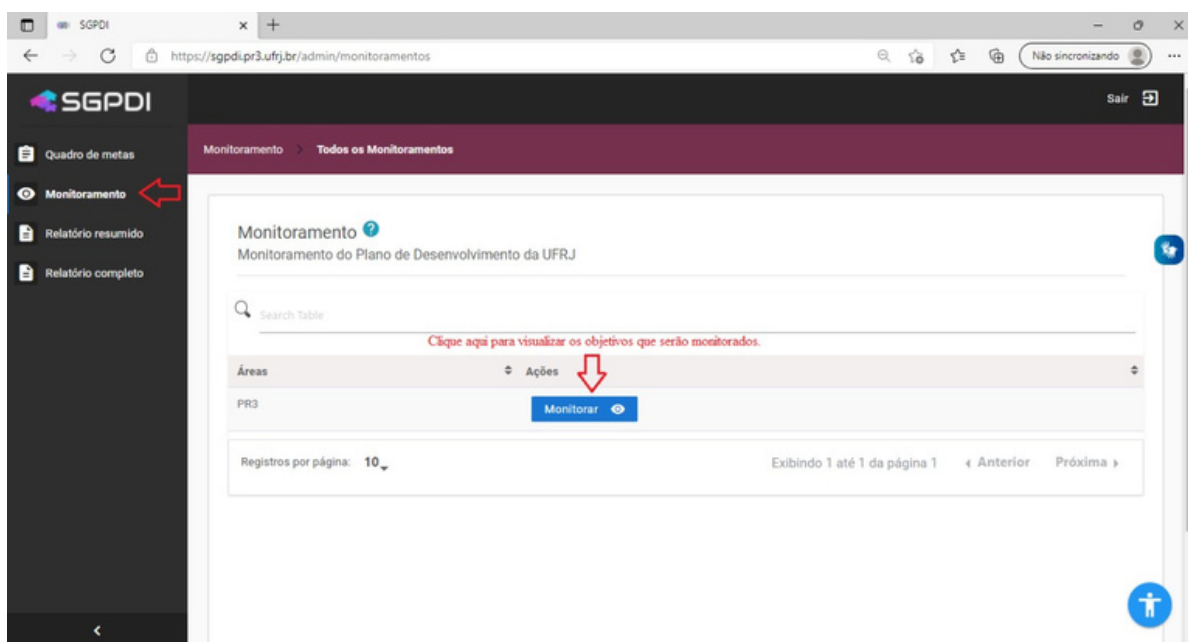 SGPDI
https://sgpdi.pr3.ufrj.br/admin/monitoramentos
Não sincronizando
SGPDI
Sair
Quadro de metas
Monitoramento
Relatório resumido
Relatório completo
Monitoramento > Todos os Monitoramentos
Monitoramento ?
Monitoramento do Plano de Desenvolvimento da UFRJ
Search Table
Clique aqui para visualizar os objetivos que serão monitorados.
Áreas Ações
PR3 Monitorar
Registros por página: 10 Exibindo 1 até 1 da página 1 Anterior Próxima